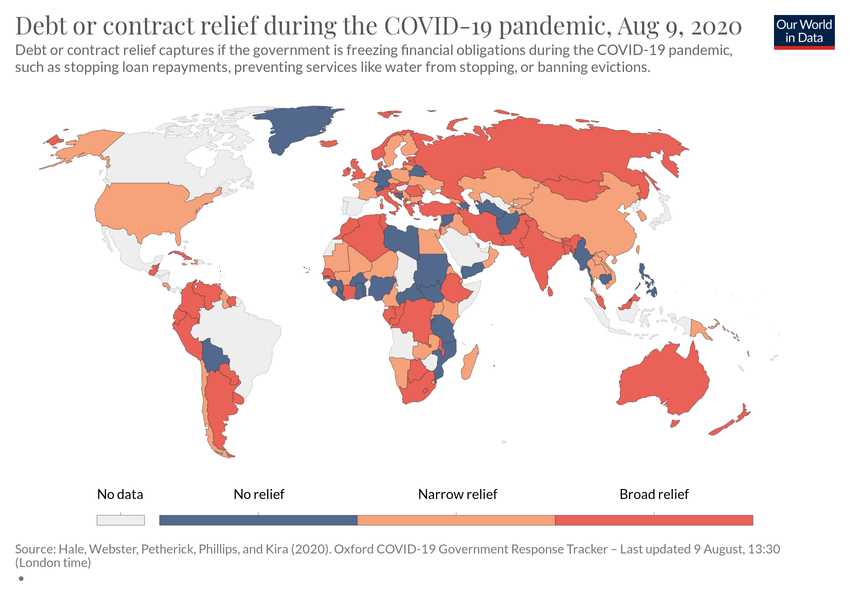 Debt or contract relief during the COVID-19 pandemic, Aug 9, 2020
Our World
in Data
Debt or contract relief captures if the government is freezing financial obligations during the COVID-19 pandemic,
such as stopping loan repayments, preventing services like water from stopping, or banning evictions.
No data
No relief
Narrow relief
Broad relief
Source: Hale, Webster, Petherick, Phillips, and Kira (2020). Oxford COVID-19 Government Response Tracker – Last updated 9 August, 13:30
(London time)